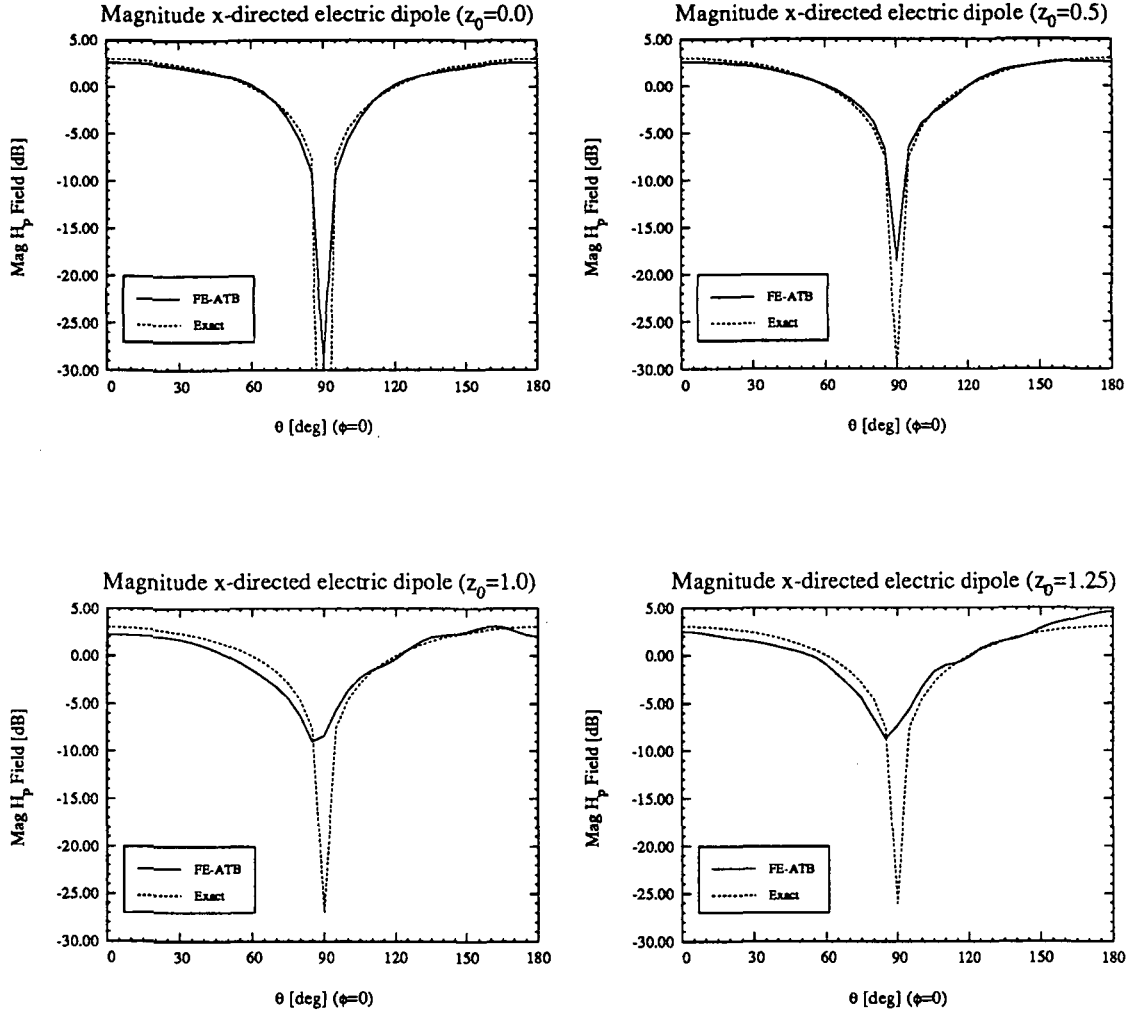 Magnitude x-directed electric dipole (z0=0.0)
5.00
0.00
-5.00
-10.00
-15.00
-20.00
-25.00
-30.00
Mag Hp Field [dB]
FE-ATB
Exact
0 30 60 90 120 150 180
θ [deg] (ϕ=0)
Magnitude x-directed electric dipole (z0=0.5)
5.00
0.00
-5.00
-10.00
-15.00
-20.00
-25.00
-30.00
Mag Hp Field [dB]
FE-ATB
Exact
0 30 60 90 120 150 180
θ [deg] (ϕ=0)
Magnitude x-directed electric dipole (z0=1.0)
5.00
0.00
-5.00
-10.00
-15.00
-20.00
-25.00
-30.00
Mag Hp Field [dB]
FE-ATB
Exact
0 30 60 90 120 150 180
θ [deg] (ϕ=0)
Magnitude x-directed electric dipole (z0=1.25)
5.00
0.00
-5.00
-10.00
-15.00
-20.00
-25.00
-30.00
Mag Hp Field [dB]
FE-ATB
Exact
0 30 60 90 120 150 180
θ [deg] (ϕ=0)